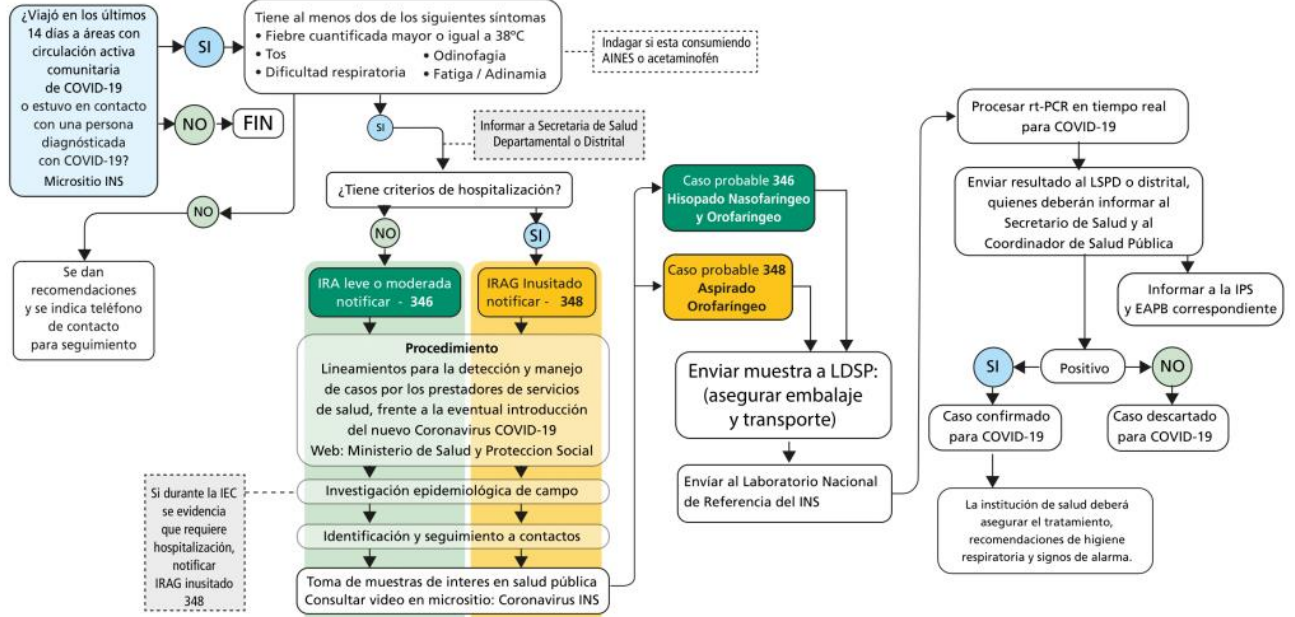 ¿Viajó en los últimos
14 días a áreas con
circulación activa
comunitaria
de COVID-19
o estuvo en contacto
con una persona
diagnósticada
con COVID-19?
Micrositio INS
SI
NO
FIN
Tiene al menos dos de los siguientes síntomas
• Fiebre cuantificada mayor o igual a 38ºC
• Tos • Odinofagia
• Dificultad respiratoria • Fatiga / Adinamia
Indagar si esta consumiendo
AINES o acetaminofén
SI
Informar a Secretaria de Salud
Departamental o Distrital
NO
Se dan
recomendaciones
y se indica teléfono
de contacto
para seguimiento
¿Tiene criterios de hospitalización?
NO
SI
IRA leve o moderada
notificar - 346
IRAG Inusitado
notificar - 348
Procedimiento
Lineamientos para la detección y manejo
de casos por los prestadores de servicios
de salud, frente a la eventual introducción
del nuevo Coronavirus COVID-19
Web: Ministerio de Salud y Proteccion Social
Si durante la IEC
se evidencia
que requiere
hospitalización,
notificar
IRAG inusitado
348
Investigación epidemiológica de campo
Identificación y seguimiento a contactos
Toma de muestras de interes en salud pública
Consultar video en micrositio: Coronavirus INS
Caso probable 346
Hisopado Nasofaríngeo
y Orofaríngeo
Caso probable 348
Aspirado
Orofaríngeo
Enviar muestra a LDSP:
(asegurar embalaje
y transporte)
Envíar al Laboratorio Nacional
de Referencia del INS
Procesar rt-PCR en tiempo real
para COVID-19
Enviar resultado al LSPD o distrital,
quienes deberán informar al
Secretario de Salud y al
Coordinador de Salud Pública
Informar a la IPS
y EAPB correspondiente
Positivo
SI
NO
Caso confirmado
para COVID-19
Caso descartado
para COVID-19
La institución de salud deberá
asegurar el tratamiento,
recomendaciones de higiene
respiratoria y signos de alarma.